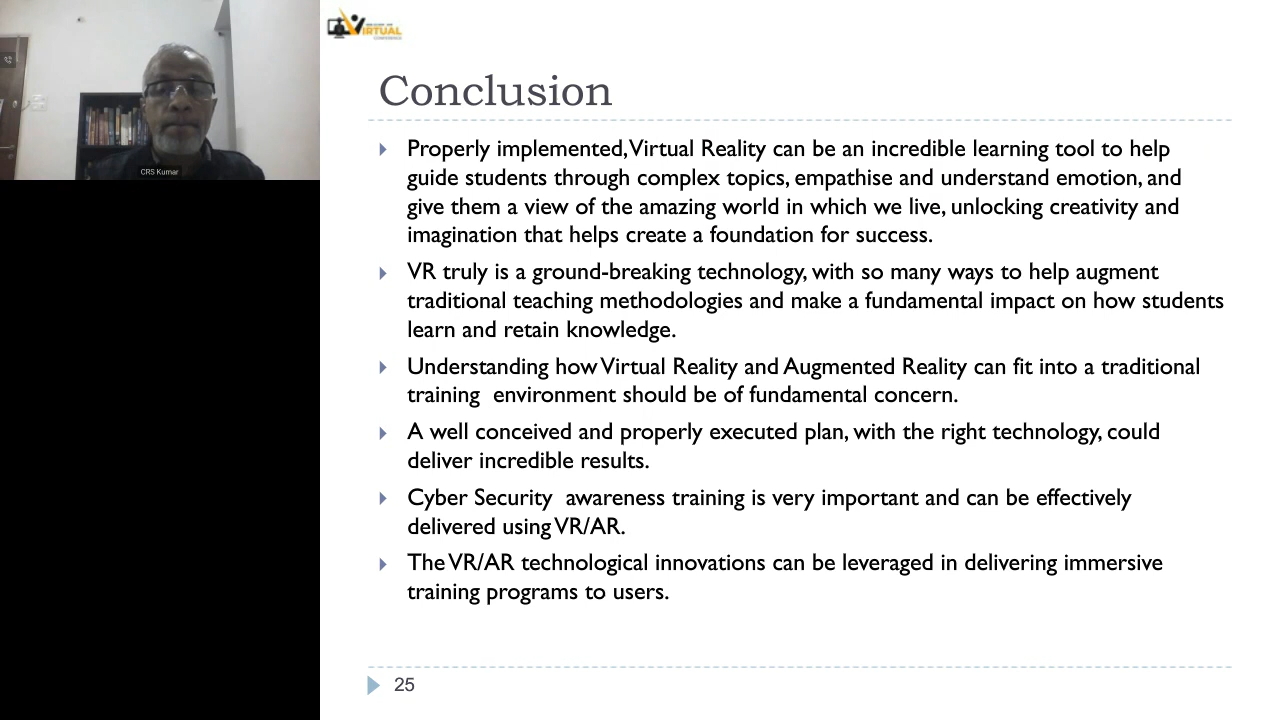 VIRTUAL
CONFERENCE
Conclusion
Properly implemented, Virtual Reality can be an incredible learning tool to help
guide students through complex topics, empathise and understand emotion, and
give them a view of the amazing world in which we live, unlocking creativity and
imagination that helps create a foundation for success.
VR truly is a ground-breaking technology, with so many ways to help augment
traditional teaching methodologies and make a fundamental impact on how students
learn and retain knowledge.
Understanding how Virtual Reality and Augmented Reality can fit into a traditional
training  environment should be of fundamental concern.
A well conceived and properly executed plan, with the right technology, could
deliver incredible results.
Cyber Security  awareness training is very important and can be effectively
delivered using VR/AR.
The VR/AR technological innovations can be leveraged in delivering immersive
training programs to users.
25
CRS Kumar